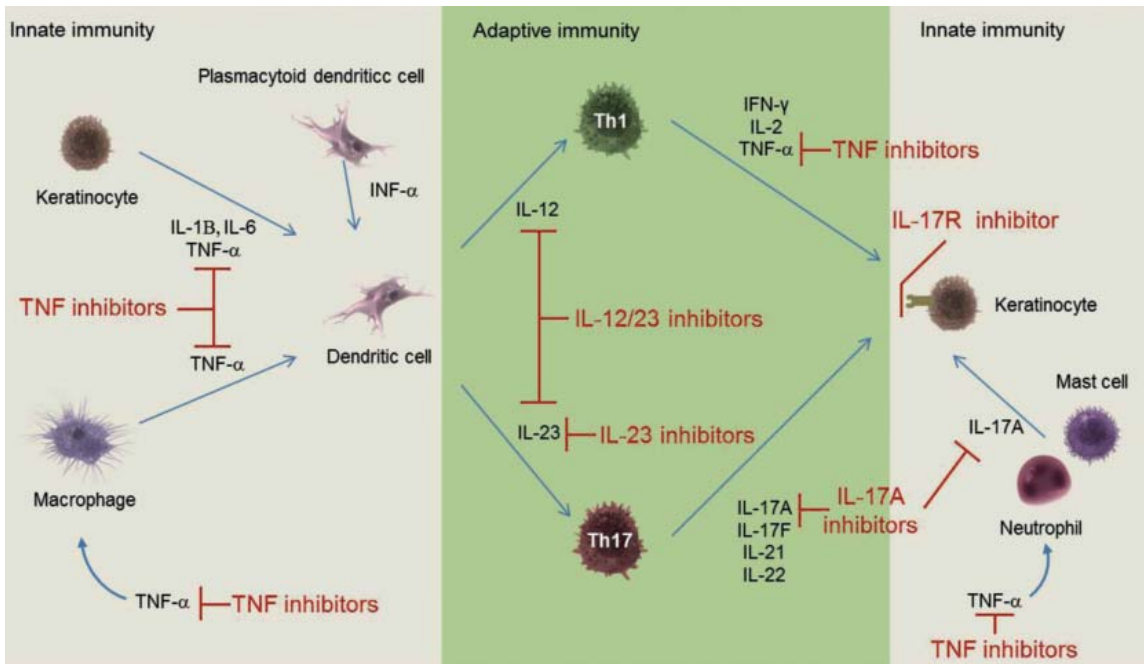 Innate immunity
Plasmacytoid dendriticc cell
Keratinocyte
INF-α
IL-1B, IL-6
TNF-α
TNF inhibitors
TNF-α
Dendritic cell
Macrophage
TNF-α
TNF inhibitors
Adaptive immunity
Th1
IFN-γ
IL-2
TNF-α
TNF inhibitors
IL-12
IL-12/23 inhibitors
IL-23
IL-23 inhibitors
Th17
IL-17A
IL-17F
IL-21
IL-22
IL-17A
inhibitors
Innate immunity
IL-17R inhibitor
Keratinocyte
Mast cell
IL-17A
Neutrophil
TNF-α
TNF inhibitors